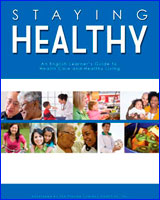 STAYING
HEALTHY
An English Learner's Guide to
Health Care and Healthy Living